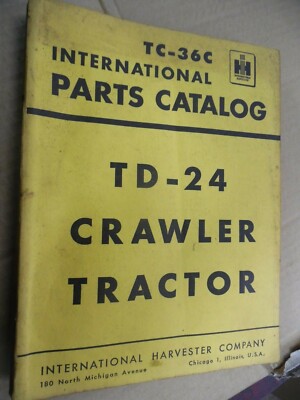 TC-36C
INTERNATIONAL
PARTS CATALOG
IH
TD-24
CRAWLER
TRACTOR
INTERNATIONAL HARVESTER COMPANY
180 North Michigan Avenue Chicago 1, Illinois, U.S.A.